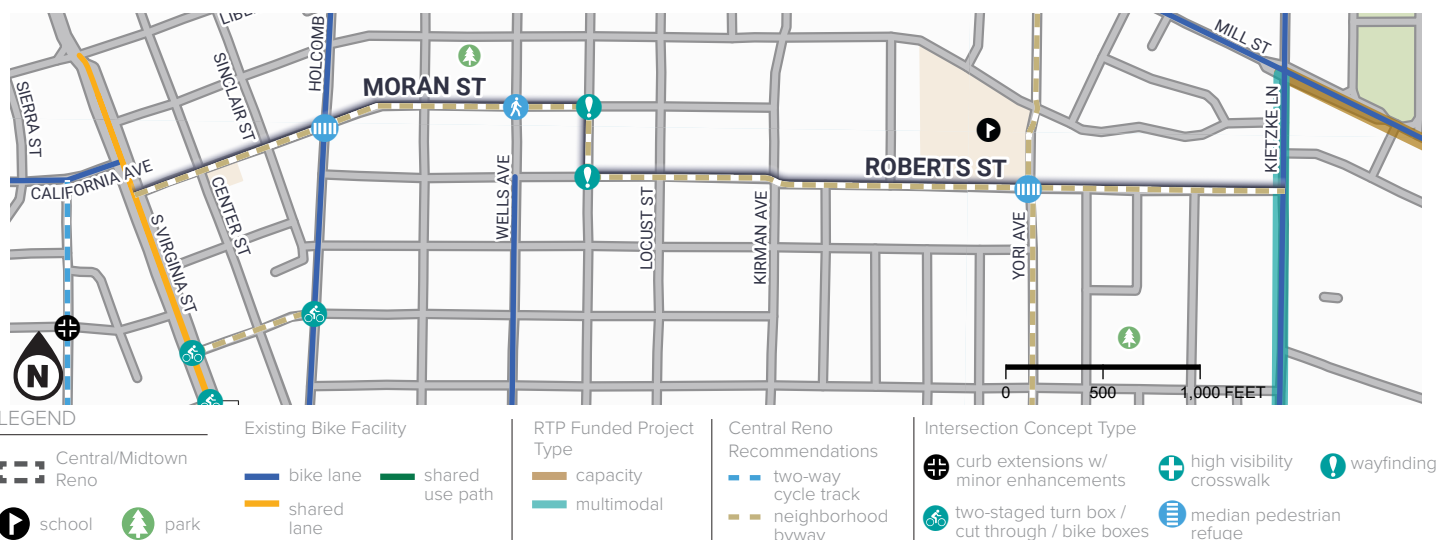 LIBE
HOLCOMB
MILL ST
SINCLAIR ST
MORAN ST
SIERRA ST
KIETZKE LN
CALIFORNIA AVE
ROBERTS ST
CENTER ST
WELLS AVE
LOCUST ST
KIRMAN AVE
YORI AVE
S VIRGINIA ST
N
0 500 1,000 FEET
LEGEND
Central/Midtown
Reno
school
park
Existing Bike Facility
bike lane
shared
use path
shared
lane
RTP Funded Project
Type
capacity
multimodal
Central Reno
Recommendations
two-way
cycle track
neighborhood
byway
Intersection Concept Type
curb extensions w/
minor enhancements
high visibility
crosswalk
wayfinding
two-staged turn box /
cut through / bike boxes
median pedestrian
refuge